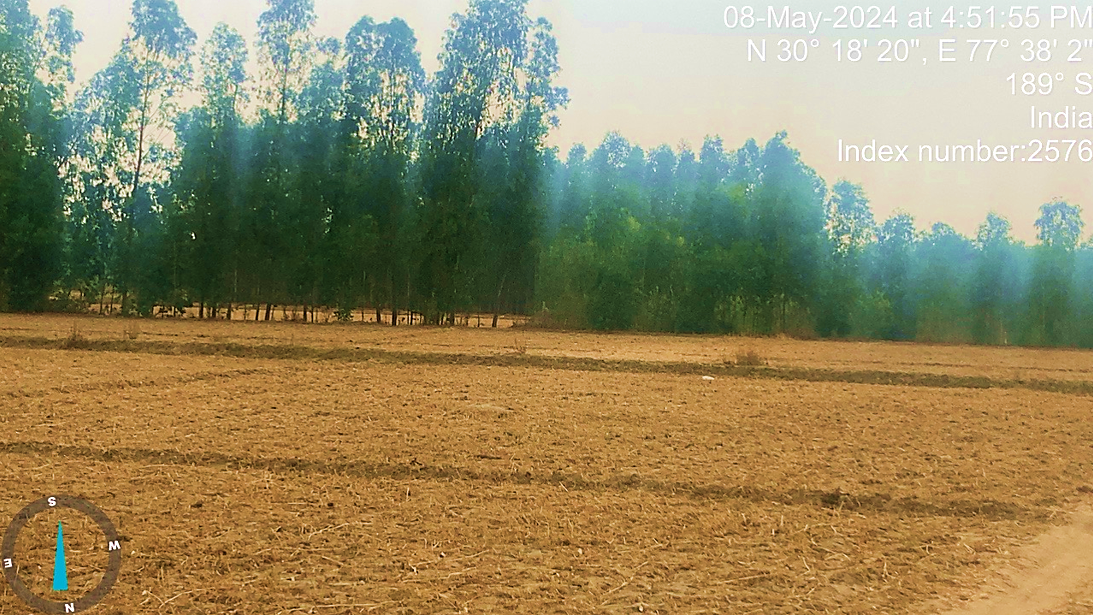 08-May-2024 at 4:51:55 PM
N 30° 18' 20", E 77° 38' 2"
189° S
India
Index number:2576
S
W
E
N